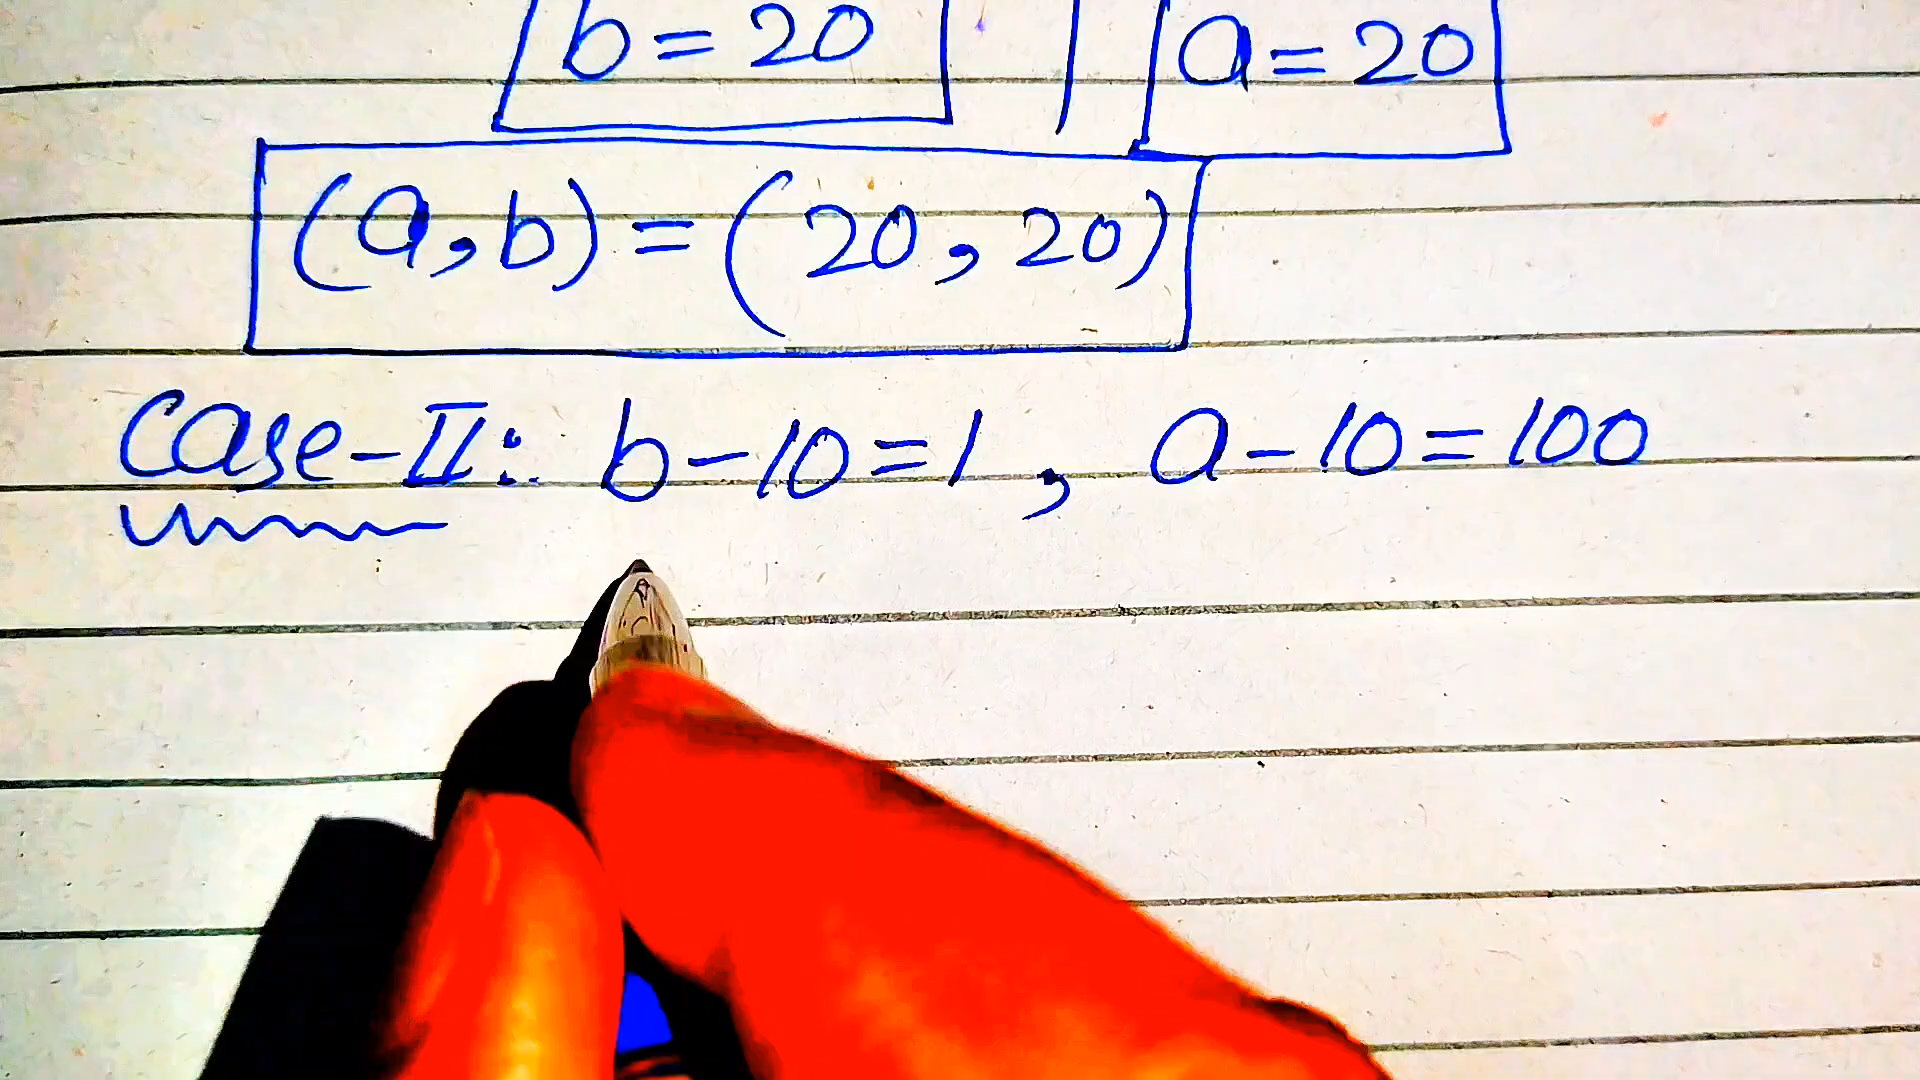 b = 20 | a = 20
(a, b) = (20, 20)
Case-II: b - 10 = 1, a - 10 = 100